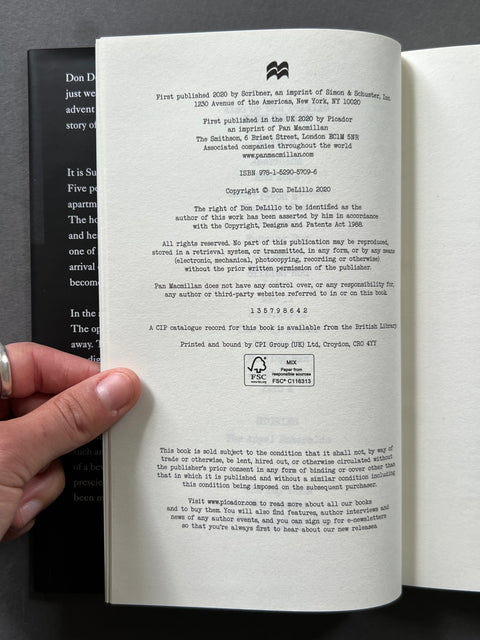 Don De
just we
advent
story of
It is Su
Five pe
apartm
The ho
and he
one of
arrival
become
In the
The op
away. T
dig
of a bev
prescie
been m
First published 2020 by Scribner, an imprint of Simon & Schuster, Inc.
1230 Avenue of the Americas, New York, NY 10020
First published in the UK 2020 by Picador
an imprint of Pan Macmillan
The Smithson, 6 Briset Street, London EC1M 5NR
Associated companies throughout the world
www.panmacmillan.com
ISBN 978-1-5290-5709-6
Copyright © Don DeLillo 2020
The right of Don DeLillo to be identified as the
author of this work has been asserted by him in accordance
with the Copyright, Designs and Patents Act 1988.
All rights reserved. No part of this publication may be reproduced,
stored in a retrieval system, or transmitted, in any form, or by any means
(electronic, mechanical, photocopying, recording or otherwise)
without the prior written permission of the publisher.
Pan Macmillan does not have any control over, or any responsibility for,
any author or third-party websites referred to in or on this book.
1 3 5 7 9 8 6 4 2
A CIP catalogue record for this book is available from the British Library.
Printed and bound by CPI Group (UK) Ltd, Croydon, CR0 4YY
FSC
www.fsc.org
MIX
Paper from
responsible sources
FSC® C116313
This book is sold subject to the condition that it shall not, by way of
trade or otherwise, be lent, hired out, or otherwise circulated without
the publisher's prior consent in any form of binding or cover other than
that in which it is published and without a similar condition including
this condition being imposed on the subsequent purchaser.
Visit www.picador.com to read more about all our books
and to buy them. You will also find features, author interviews and
news of any author events, and you can sign up for e-newsletters
so that you're always first to hear about our new releases.